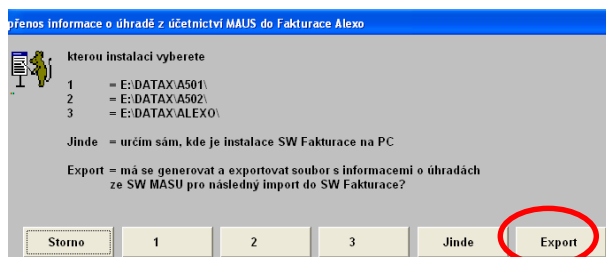 přenos informace o úhradě z účetnictví MAUS do Fakturace Alexo
kterou instalaci vyberete
1 = E:\DATAX\A501\
2 = E:\DATAX\A502\
3 = E:\DATAX\ALEXO\
Jinde = určím sám, kde je instalace SW Fakturace na PC
Export = má se generovat a exportovat soubor s informacemi o úhradách
ze SW MASU pro následný import do SW Fakturace?
Storno 1 2 3 Jinde Export